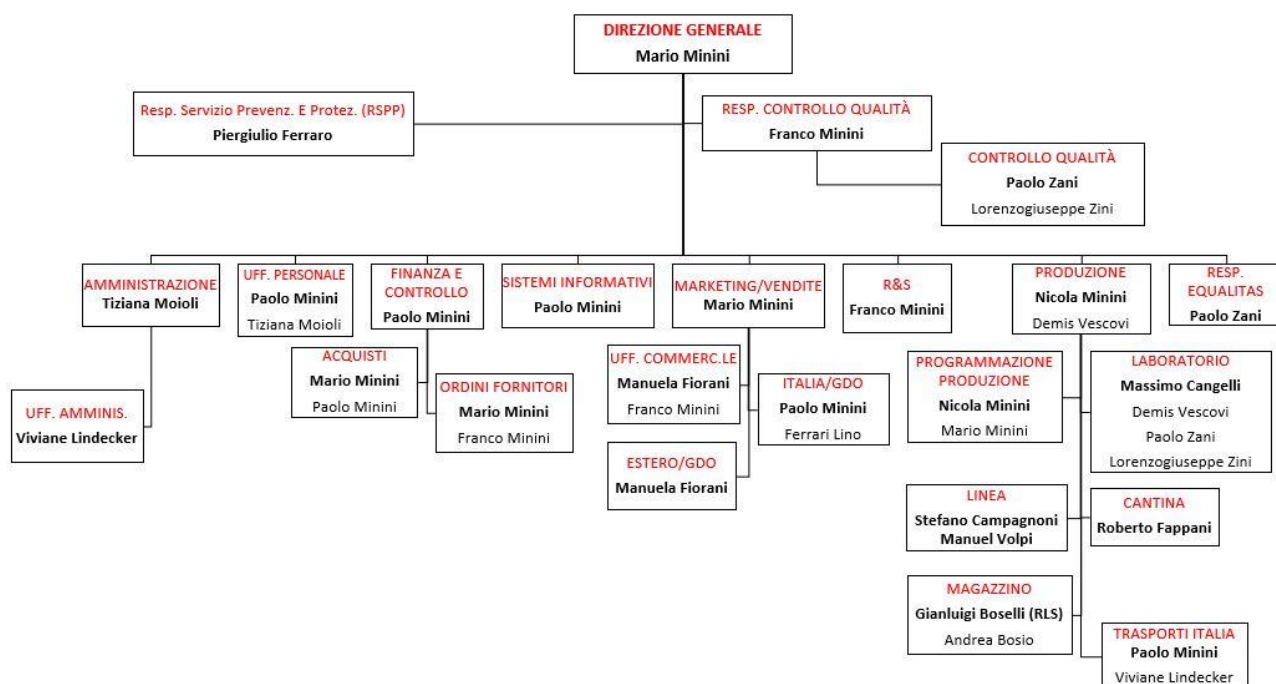 DIREZIONE GENERALE
Mario Minini
Resp. Servizio Prevenz. E Protez. (RSPP)
Piergiulio Ferraro
RESP. CONTROLLO QUALITÀ
Franco Minini
CONTROLLO QUALITÀ
Paolo Zani
Lorenzogiuseppe Zini
AMMINISTRAZIONE
Tiziana Moioli
UFF. PERSONALE
Paolo Minini
Tiziana Moioli
FINANZA E
CONTROLLO
Paolo Minini
SISTEMI INFORMATIVI
Paolo Minini
MARKETING/VENDITE
Mario Minini
R&S
Franco Minini
PRODUZIONE
Nicola Minini
Demis Vescovi
RESP.
EQUALITAS
Paolo Zani
UFF. AMMINIS.
Viviane Lindecker
ACQUISTI
Mario Minini
Paolo Minini
ORDINI FORNITORI
Mario Minini
Franco Minini
UFF. COMMERC.LE
Manuela Fiorani
Franco Minini
ITALIA/GDO
Paolo Minini
Ferrari Lino
ESTERO/GDO
Manuela Fiorani
PROGRAMMAZIONE
PRODUZIONE
Nicola Minini
Mario Minini
LABORATORIO
Massimo Cangelli
Demis Vescovi
Paolo Zani
Lorenzogiuseppe Zini
LINEA
Stefano Campagnoni
Manuel Volpi
CANTINA
Roberto Fappani
MAGAZZINO
Gianluigi Boselli (RLS)
Andrea Bosio
TRASPORTI ITALIA
Paolo Minini
Viviane Lindecker